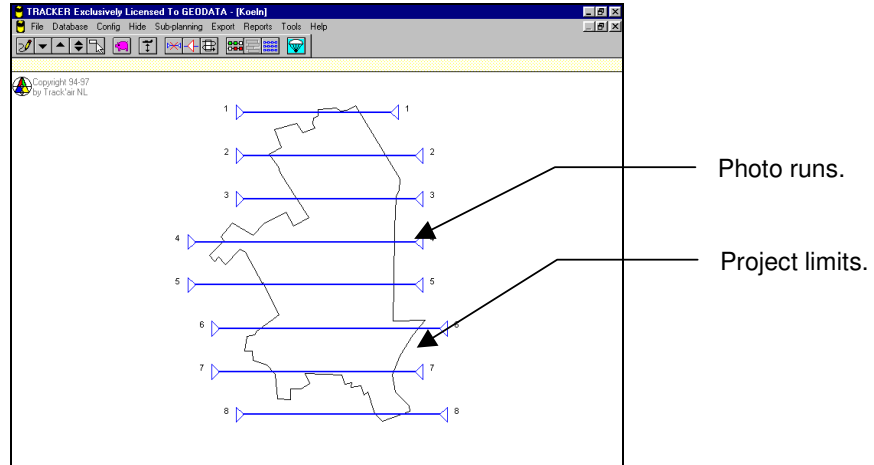 TRACKER Exclusively Licensed To GEODATA - [Koeln]
File Database Config Hide Sub-planning Export Reports Tools Help
Copyright 94-97
by Track'air NL
1 1
2 2
3 3
Photo runs.
4
5 5
Project limits.
6 6
7 7
8 8